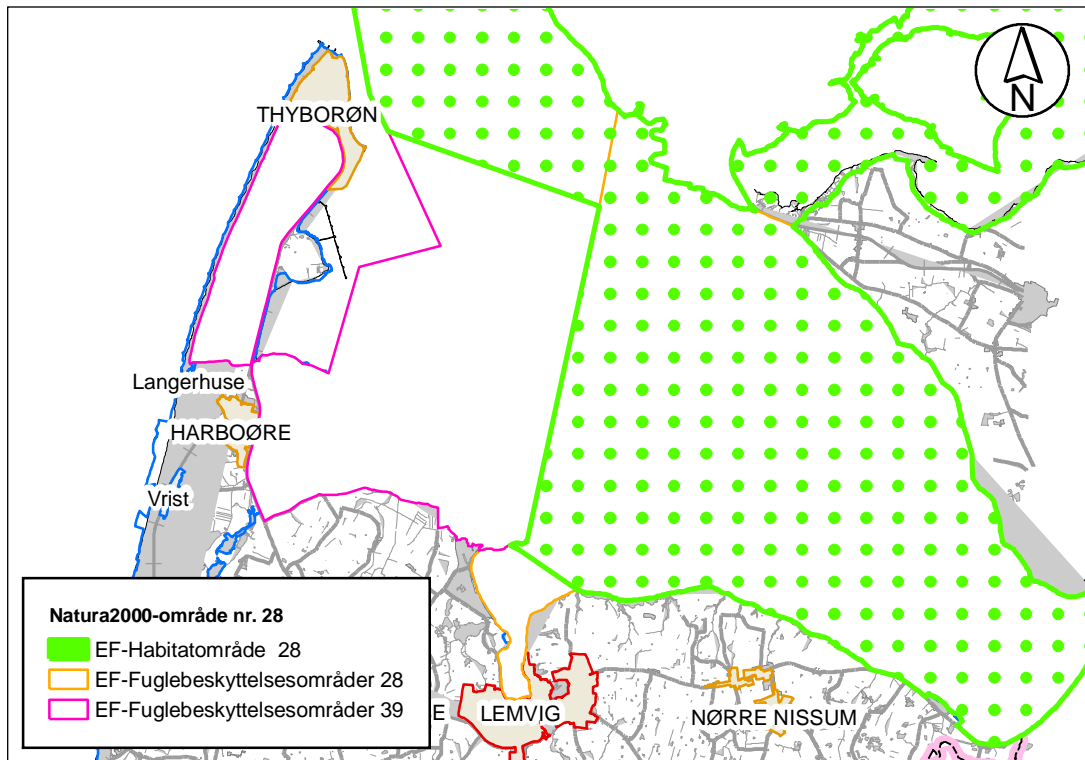 N
THYBORØN
Langerhuse
HARBOØRE
Vrist
Natura2000-område nr. 28
EF-Habitatområde 28
EF-Fuglebeskyttelsesområder 28
EF-Fuglebeskyttelsesområder 39
E
LEMVIG
NØRRE NISSUM